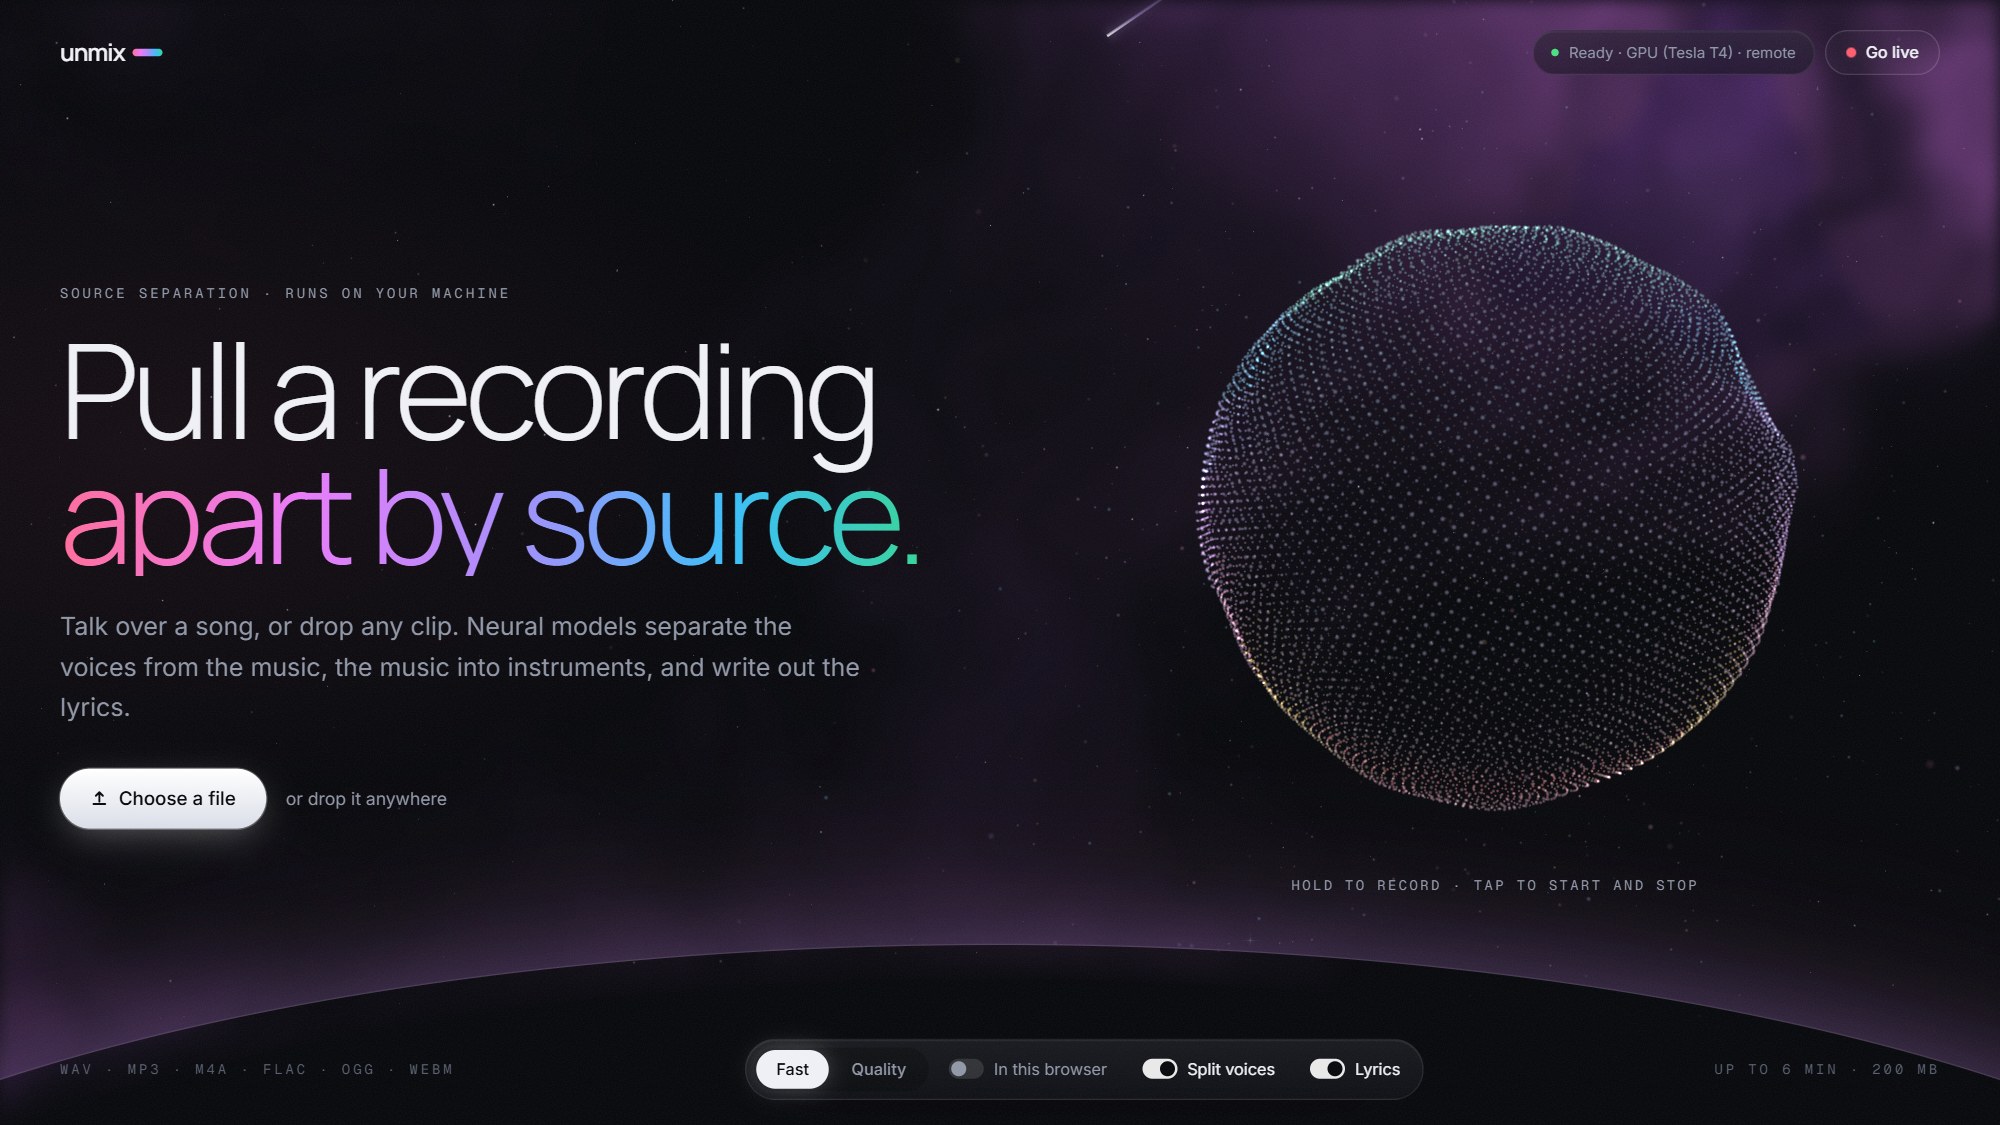 unmix
Ready · GPU (Tesla T4) · remote
Go live
SOURCE SEPARATION · RUNS ON YOUR MACHINE
Pull a recording
apart by source.
Talk over a song, or drop any clip. Neural models separate the
voices from the music, the music into instruments, and write out the
lyrics.
Choose a file
or drop it anywhere
HOLD TO RECORD · TAP TO START AND STOP
WAV · MP3 · M4A · FLAC · OGG · WEBM
Fast
Quality
In this browser
Split voices
Lyrics
UP TO 6 MIN · 200 MB